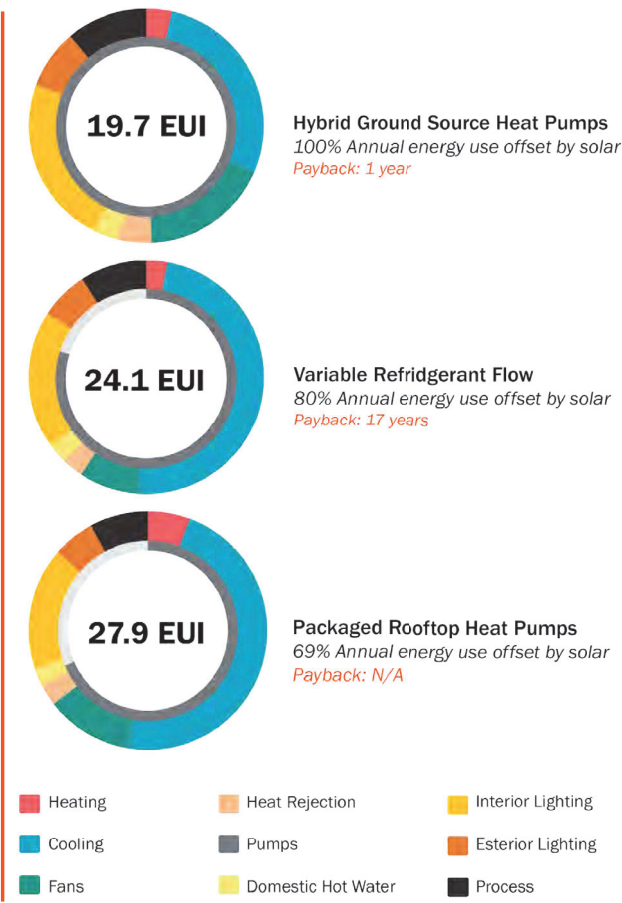 19.7 EUI
Hybrid Ground Source Heat Pumps
100% Annual energy use offset by solar
Payback: 1 year
24.1 EUI
Variable Refridgerant Flow
80% Annual energy use offset by solar
Payback: 17 years
27.9 EUI
Packaged Rooftop Heat Pumps
69% Annual energy use offset by solar
Payback: N/A
Heating
Heat Rejection
Interior Lighting
Cooling
Pumps
Esterior Lighting
Fans
Domestic Hot Water
Process